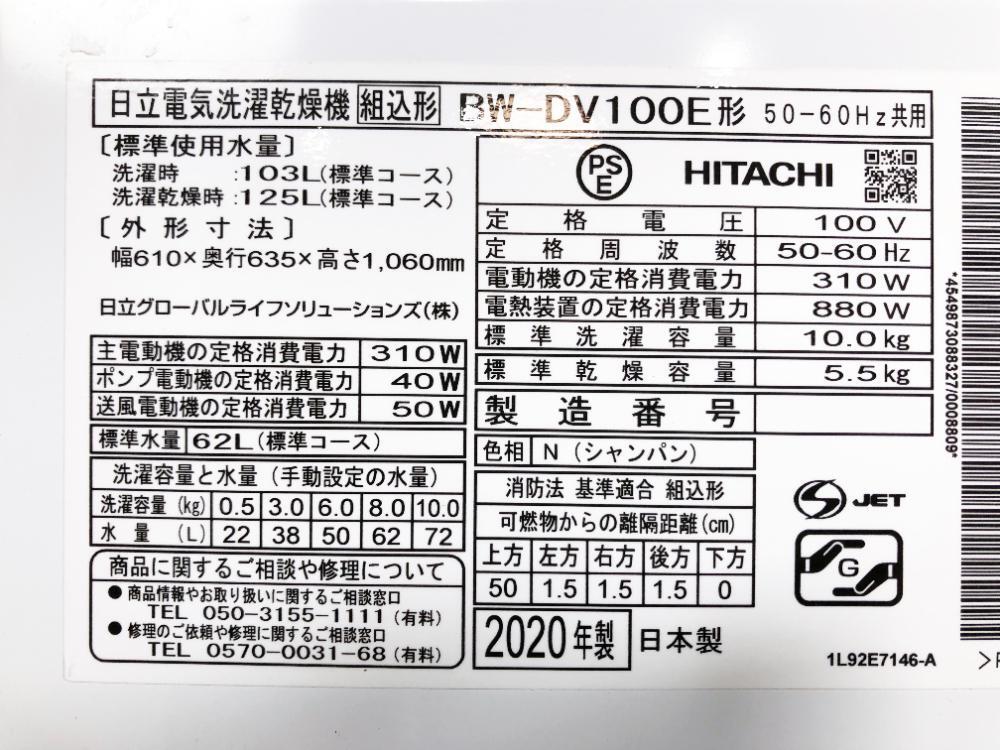 日立電気洗濯乾燥機 組込形 BW-DV100E形 50-60Hz共用
〔標準使用水量〕
洗濯時 :103L(標準コース)
洗濯乾燥時:125L(標準コース)
〔外形寸法〕
幅610×奥行635×高さ1,060mm
日立グローバルライフソリューションズ(株)
主電動機の定格消費電力 310W
ポンプ電動機の定格消費電力 40W
送風電動機の定格消費電力 50W
標準水量 62L(標準コース)
洗濯容量と水量(手動設定の水量)
洗濯容量(kg) 0.5 3.0 6.0 8.0 10.0
水量(L) 22 38 50 62 72
商品に関するご相談や修理について
●商品情報やお取り扱いに関するご相談窓口
TEL 050-3155-1111(有料)
●修理のご依頼や修理に関するご相談窓口
TEL 0570-0031-68(有料)
PSE HITACHI
定格電圧 100V
定格周波数 50-60Hz
電動機の定格消費電力 310W
電熱装置の定格消費電力 880W
標準洗濯容量 10.0kg
標準乾燥容量 5.5kg
製造番号
色相 N(シャンパン)
消防法 基準適合 組込形
可燃物からの離隔距離(cm)
上方 左方 右方 後方 下方
50 1.5 1.5 1.5 0
2020年製 日本製
S JET
G
1L92E7146-A
>P
*4549873088327/0008809*